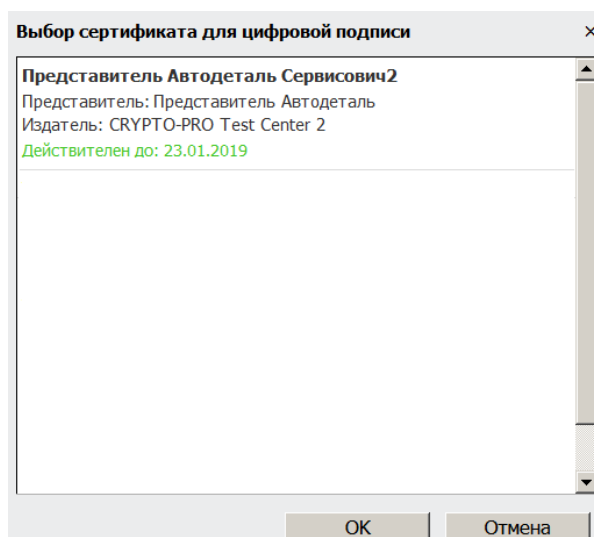 Выбор сертификата для цифровой подписи
Представитель Автодеталь Сервисович2
Представитель: Представитель Автодеталь
Издатель: CRYPTO-PRO Test Center 2
Действителен до: 23.01.2019
OK
Отмена